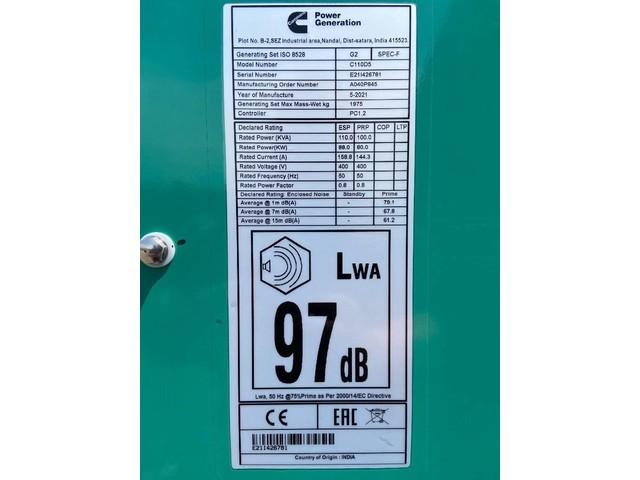 Power
Generation
Plot No. B-2,SEZ Industrial area,Nandal, Dist-satara, India 415523
Generating Set ISO 8528 G2 SPEC-F
Model Number C110D5
Serial Number E21I426781
Manufacturing Order Number A040P845
Year of Manufacture 5-2021
Generating Set Max Mass-Wet kg 1975
Controller PC1.2
Declared Rating ESP PRP COP LTP
Rated Power (KVA) 110.0 100.0
Rated Power(KW) 88.0 80.0
Rated Current (A) 158.8 144.3
Rated Voltage (V) 400 400
Rated Frequency (Hz) 50 50
Rated Power Factor 0.8 0.8
Declared Rating: Enclosed Noise Standby Prime
Average @ 1m dB(A) - 79.1
Average @ 7m dB(A) - 67.8
Average @ 15m dB(A) - 61.2
LWA
97 dB
Lwa, 50 Hz @75%Prime as Per 2000/14/EC Directive
CE EAC
E21I426781
Country of Origin : INDIA